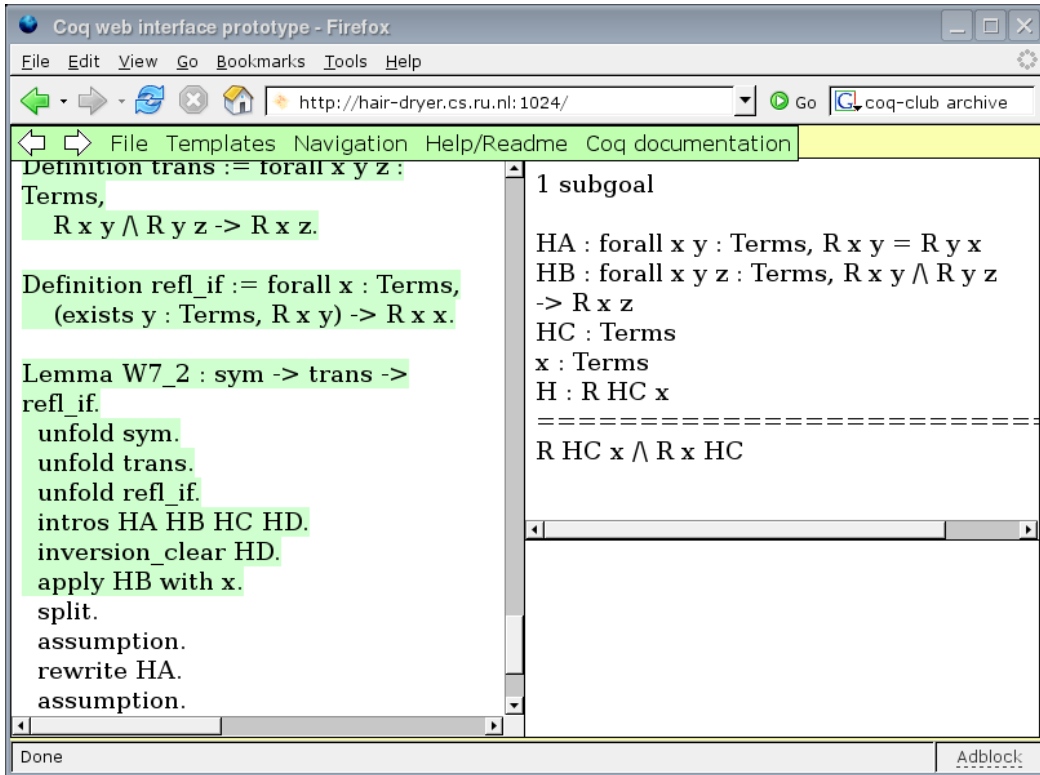 Coq web interface prototype - Firefox
File Edit View Go Bookmarks Tools Help
http://hair-dryer.cs.ru.nl:1024/ Go G coq-club archive
File Templates Navigation Help/Readme Coq documentation
Definition trans := forall x y z :
Terms,
R x y /\ R y z -> R x z.
Definition refl_if := forall x : Terms,
(exists y : Terms, R x y) -> R x x.
Lemma W7_2 : sym -> trans ->
refl_if.
unfold sym.
unfold trans.
unfold refl_if.
intros HA HB HC HD.
inversion_clear HD.
apply HB with x.
split.
assumption.
rewrite HA.
assumption.
1 subgoal
HA : forall x y : Terms, R x y = R y x
HB : forall x y z : Terms, R x y /\ R y z
-> R x z
HC : Terms
x : Terms
H : R HC x
==========================
R HC x /\ R x HC
Done
Adblock